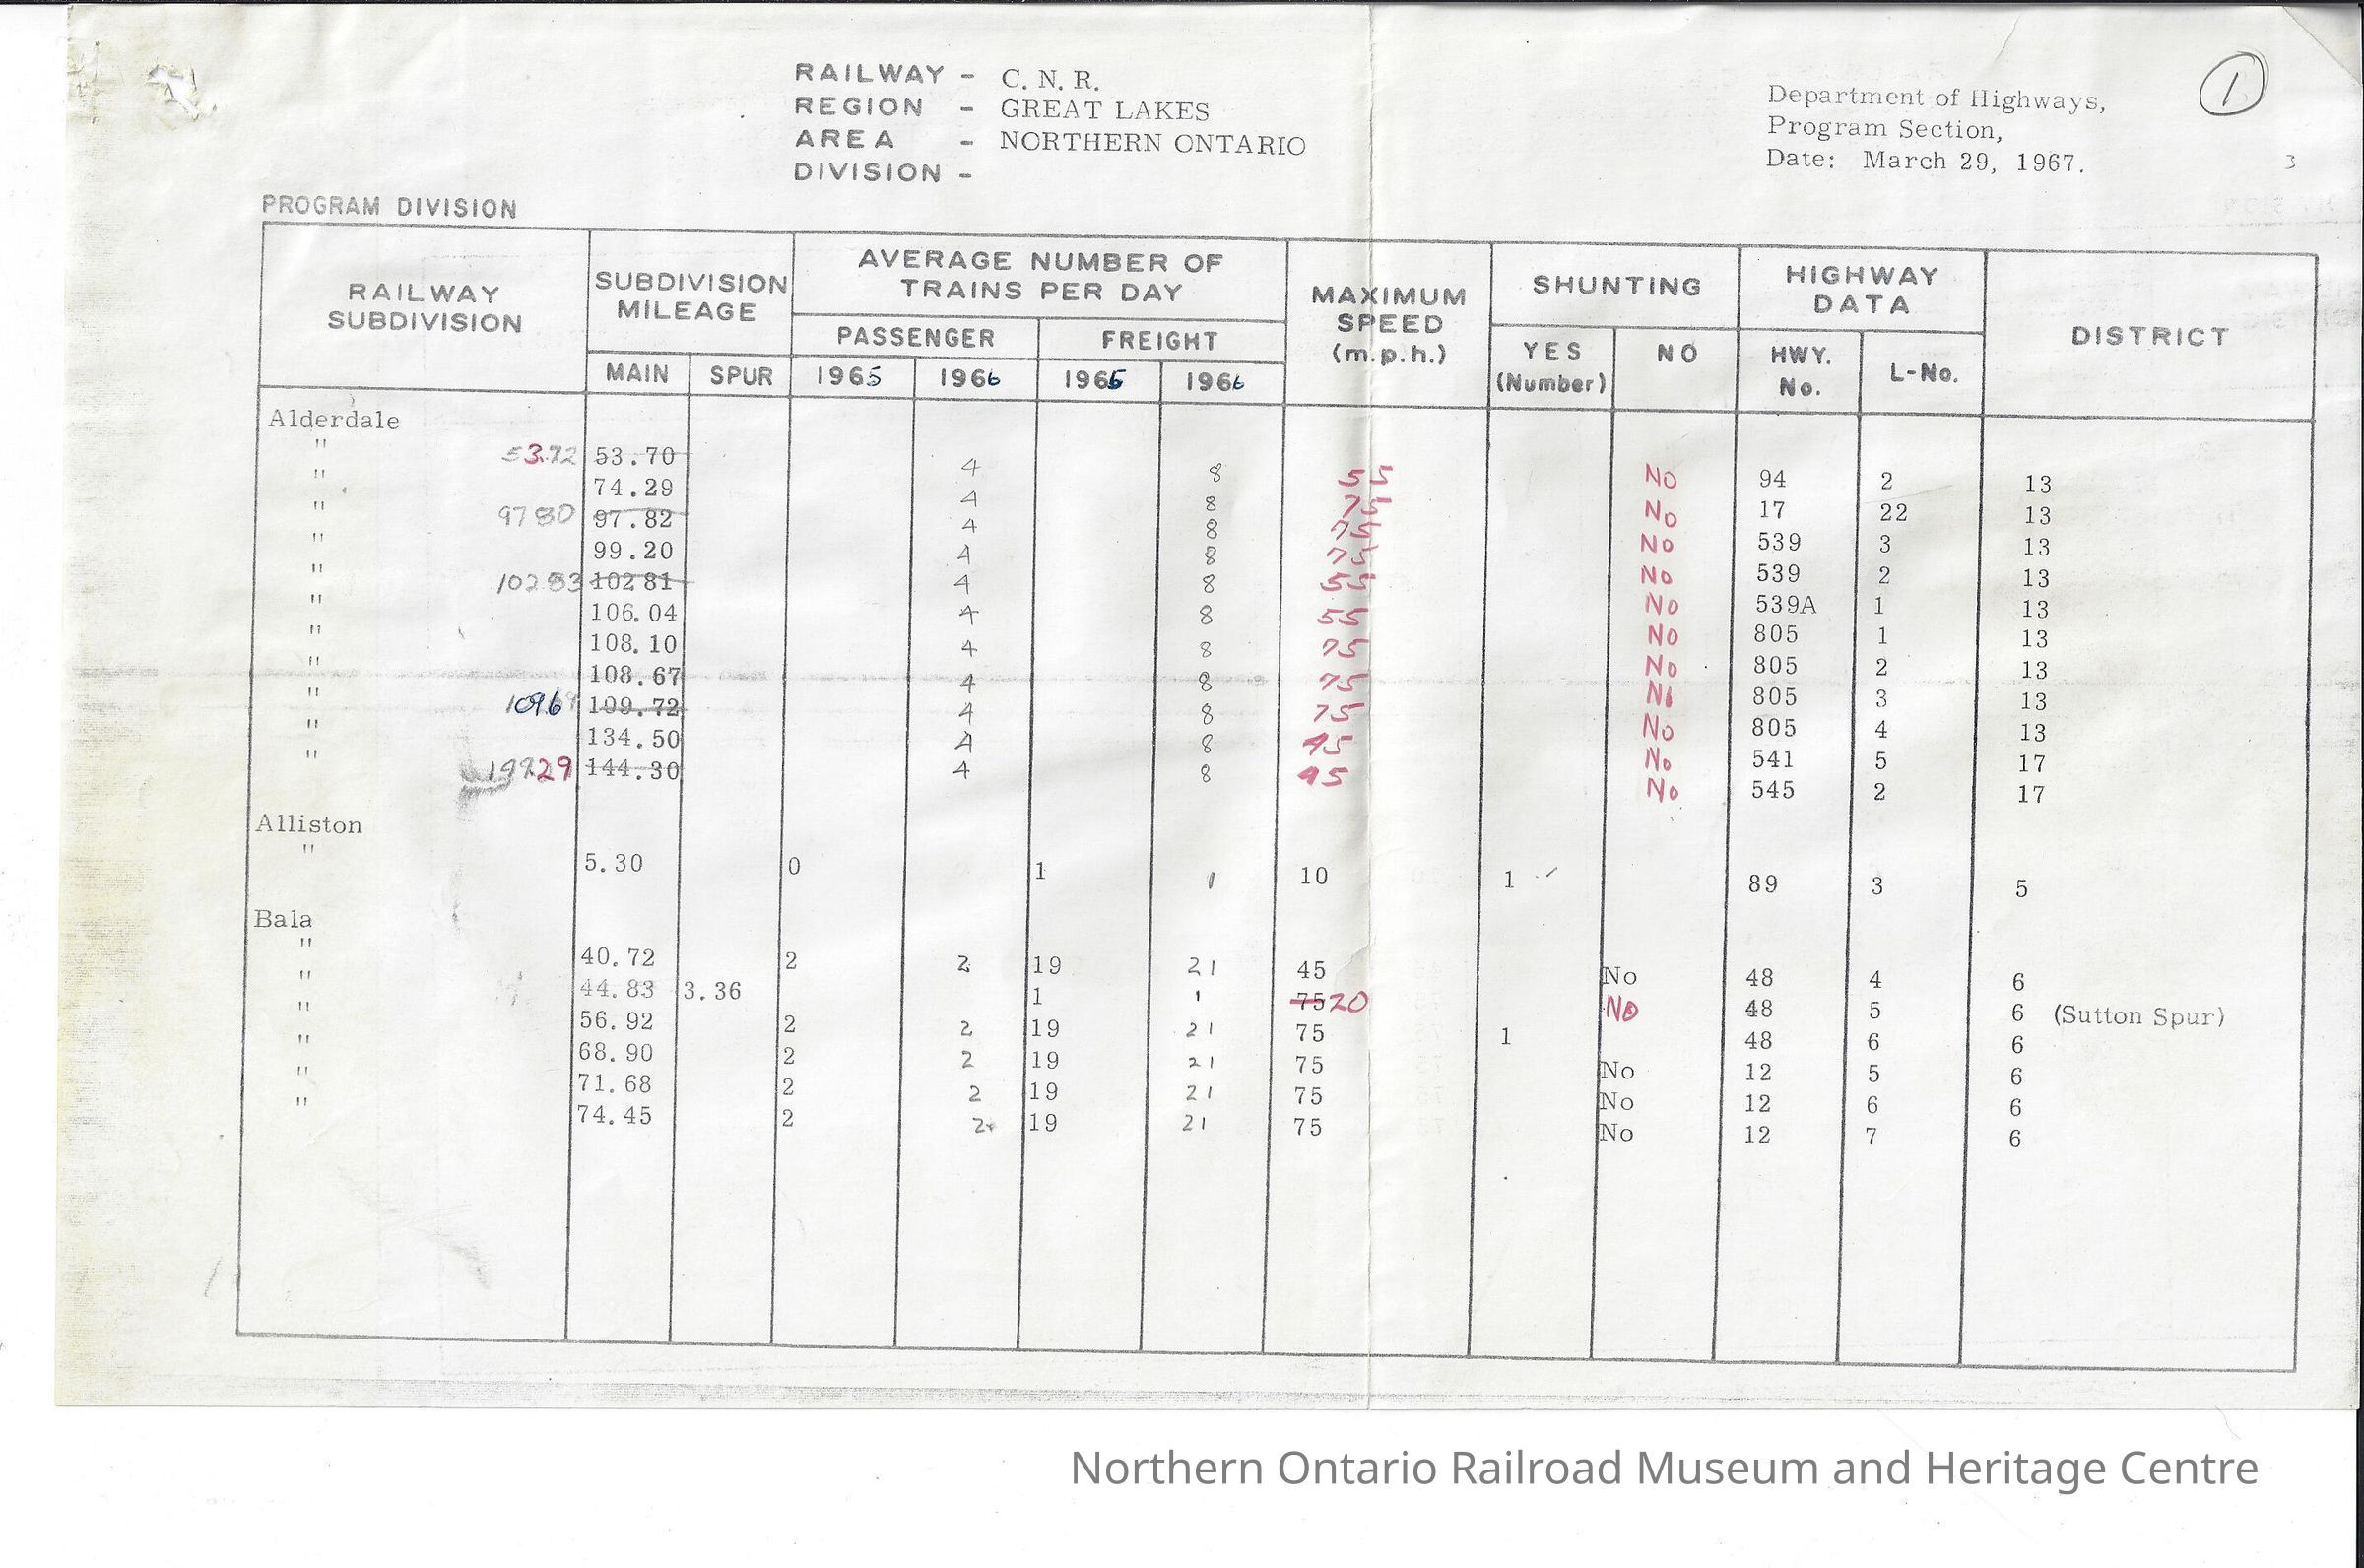 RAILWAY - C. N. R.
REGION - GREAT LAKES
AREA - NORTHERN ONTARIO
DIVISION -
Department of Highways,
Program Section,
Date: March 29, 1967.
1
3
PROGRAM DIVISION
RAILWAY SUBDIVISION
SUBDIVISION MILEAGE
MAIN SPUR
AVERAGE NUMBER OF TRAINS PER DAY
PASSENGER FREIGHT
1965 1966 1965 1966
MAXIMUM SPEED (m.p.h.)
SHUNTING
YES (Number) NO
HIGHWAY DATA
HWY. No. L-No.
DISTRICT
Alderdale
" 53.72 53.70 4 8 55 No 94 2 13
" 74.29 4 8 75 No 17 22 13
" 97 80 97.82 4 8 75 No 539 3 13
" 99.20 4 8 75 No 539 2 13
" 102 83 102 81 4 8 55 No 539A 1 13
" 106.04 4 8 55 No 805 1 13
" 108.10 4 8 75 No 805 2 13
" 108.67 4 8 75 No 805 3 13
" 109.72 4 8 75 No 805 4 13
" 134.50 4 8 45 No 541 5 17
" 144.30 4 8 45 No 545 2 17
Alliston
" 5.30 0 1 1 10 1 89 3 5
Bala
" 40.72 2 2 19 21 45 No 48 4 6
" 44.83 3.36 1 1 75 20 No 48 5 6 (Sutton Spur)
" 56.92 2 2 19 21 75 1 48 6 6
" 68.90 2 2 19 21 75 No 12 5 6
" 71.68 2 2 19 21 75 No 12 6 6
" 74.45 2 2 19 21 75 No 12 7 6
Northern Ontario Railroad Museum and Heritage Centre